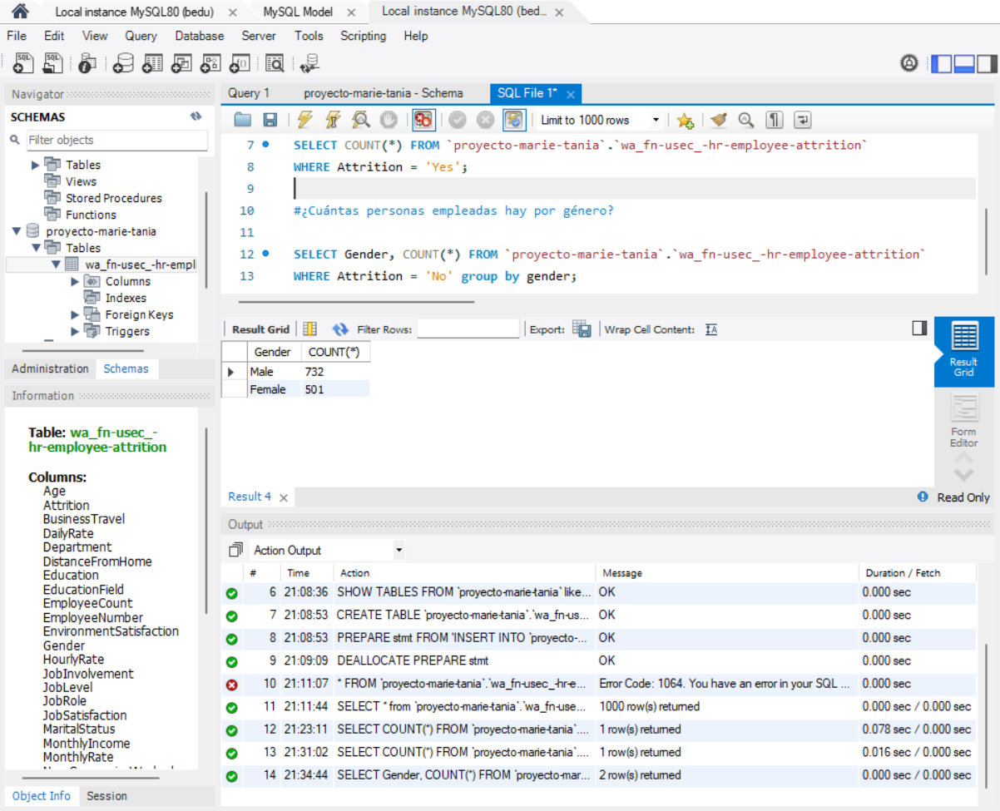 Local instance MySQL80 (bedu) × MySQL Model × Local instance MySQL80 (bed... ×
File Edit View Query Database Server Tools Scripting Help
Navigator
SCHEMAS
Filter objects
Tables
Views
Stored Procedures
Functions
proyecto-marie-tania
Tables
wa_fn-usec_-hr-empl
Columns
Indexes
Foreign Keys
Triggers
Administration Schemas
Information
Table: wa_fn-usec_-
hr-employee-attrition
Columns:
Age
Attrition
BusinessTravel
DailyRate
Department
DistanceFromHome
Education
EducationField
EmployeeCount
EmployeeNumber
EnvironmentSatisfaction
Gender
HourlyRate
JobInvolvement
JobLevel
JobRole
JobSatisfaction
MaritalStatus
MonthlyIncome
MonthlyRate
Object Info Session
Query 1 proyecto-marie-tania - Schema SQL File 1* ×
Limit to 1000 rows
7 SELECT COUNT(*) FROM `proyecto-marie-tania`.`wa_fn-usec_-hr-employee-attrition`
8 WHERE Attrition = 'Yes';
9
10 #¿Cuántas personas empleadas hay por género?
11
12 SELECT Gender, COUNT(*) FROM `proyecto-marie-tania`.`wa_fn-usec_-hr-employee-attrition`
13 WHERE Attrition = 'No' group by gender;
Result Grid Filter Rows: Export: Wrap Cell Content: IA
Gender COUNT(*)
Male 732
Female 501
Result
Grid
Form
Editor
Result 4 × Read Only
Output
Action Output
# Time Action Message Duration / Fetch
6 21:08:36 SHOW TABLES FROM `proyecto-marie-tania` like... OK 0.000 sec
7 21:08:53 CREATE TABLE `proyecto-marie-tania`.`wa_fn-us... OK 0.000 sec
8 21:08:53 PREPARE stmt FROM 'INSERT INTO `proyecto-... OK 0.000 sec
9 21:09:09 DEALLOCATE PREPARE stmt OK 0.000 sec
10 21:11:07 * FROM `proyecto-marie-tania`.`wa_fn-usec_-hr-e... Error Code: 1064. You have an error in your SQL ... 0.000 sec
11 21:11:44 SELECT * from `proyecto-marie-tania`.`wa_fn-use... 1000 row(s) returned 0.000 sec / 0.000 sec
12 21:23:11 SELECT COUNT(*) FROM `proyecto-marie-tania`.... 1 row(s) returned 0.078 sec / 0.000 sec
13 21:31:02 SELECT COUNT(*) FROM `proyecto-marie-tania`.... 1 row(s) returned 0.016 sec / 0.000 sec
14 21:34:44 SELECT Gender, COUNT(*) FROM `proyecto-mar... 2 row(s) returned 0.000 sec / 0.000 sec